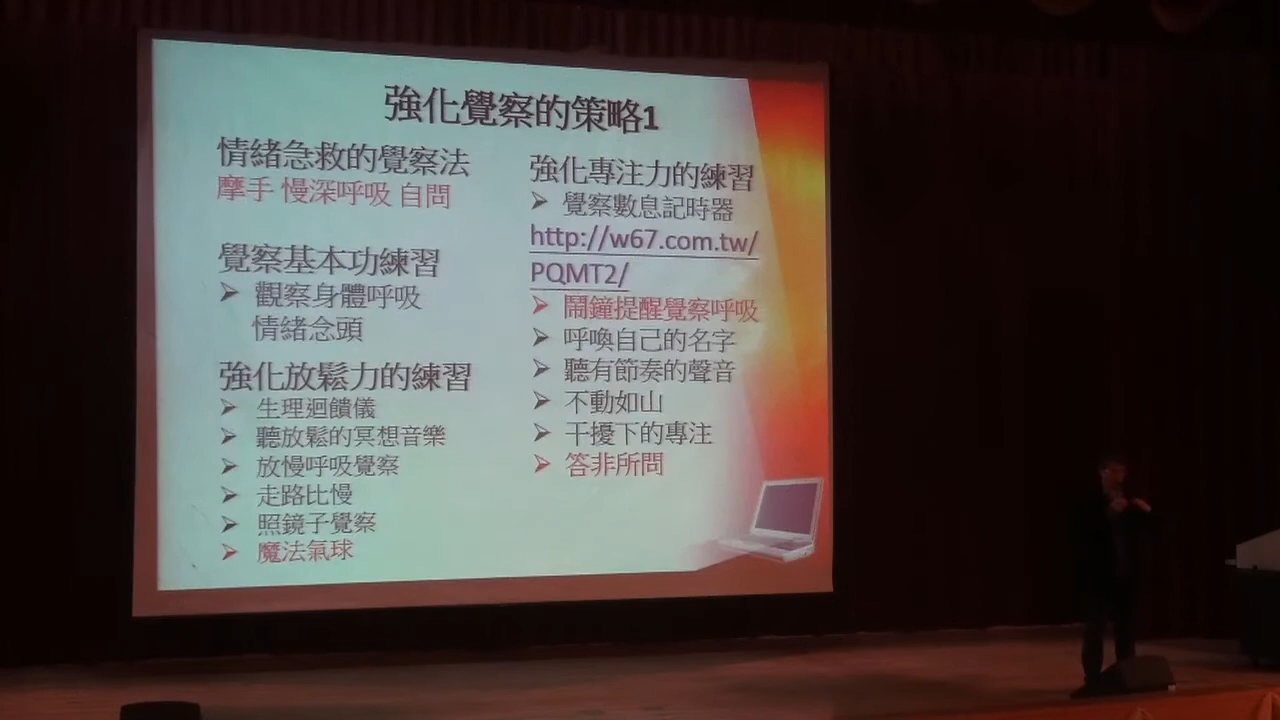 強化覺察的策略1
情緒急救的覺察法
摩手 慢深呼吸 自問
覺察基本功練習
➤ 觀察身體呼吸
情緒念頭
強化放鬆力的練習
➤ 生理迴饋儀
➤ 聽放鬆的冥想音樂
➤ 放慢呼吸覺察
➤ 走路比慢
➤ 照鏡子覺察
➤ 魔法氣球
強化專注力的練習
➤ 覺察數息記時器
http://w67.com.tw/
PQMT2/
➤ 鬧鐘提醒覺察呼吸
➤ 呼喚自己的名字
➤ 聽有節奏的聲音
➤ 不動如山
➤ 干擾下的專注
➤ 答非所問